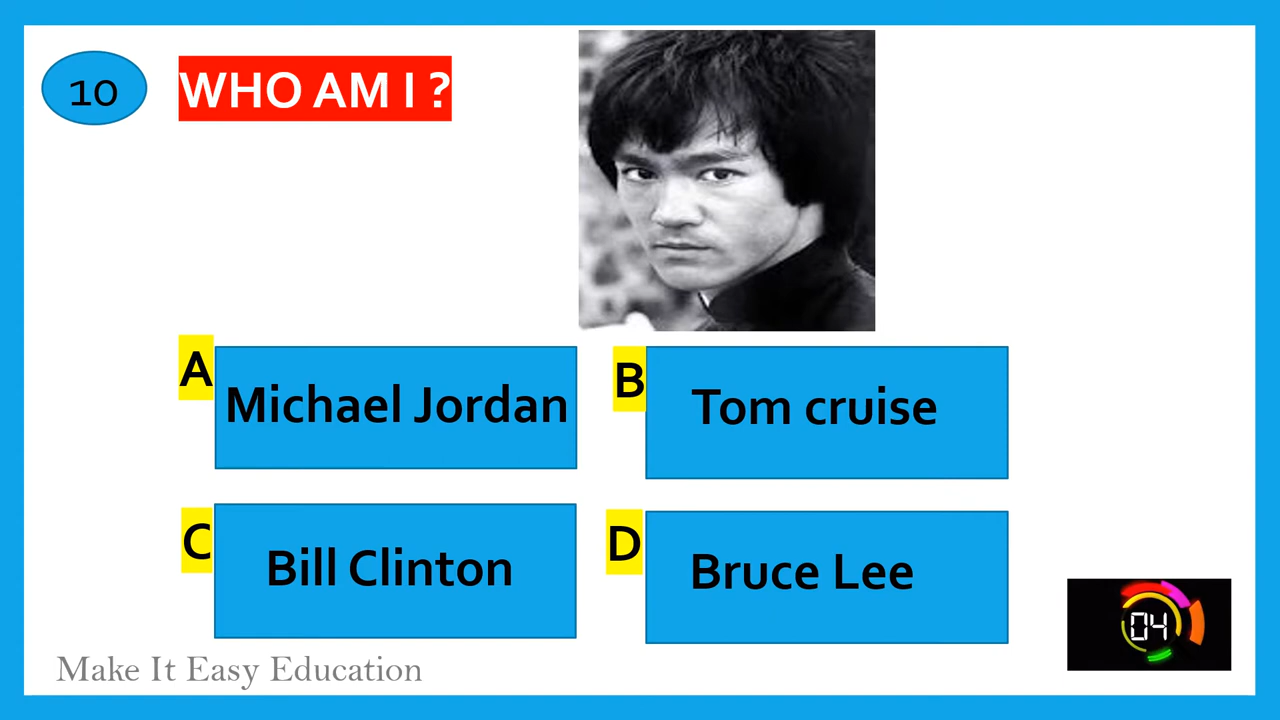 10
WHO AM I ?
A
Michael Jordan
B
Tom cruise
C
Bill Clinton
D
Bruce Lee
04
Make It Easy Education